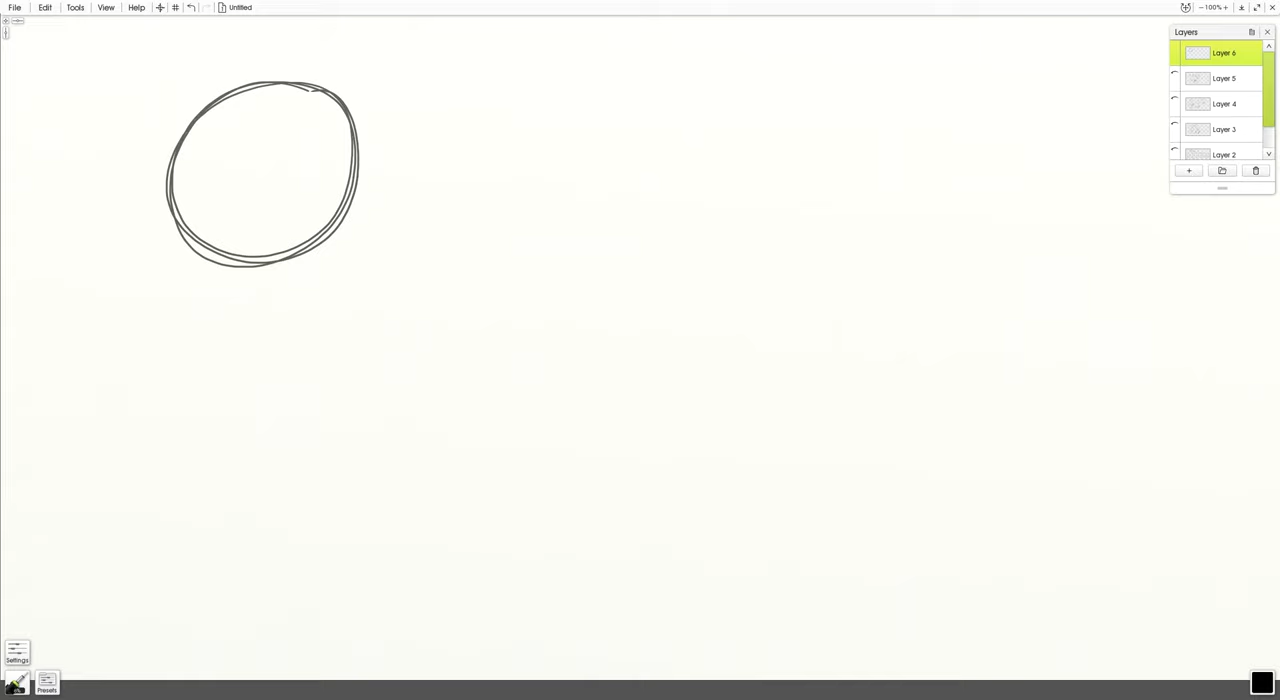 File Edit Tools View Help Untitled −100%+
Layers
Layer 6
Layer 5
Layer 4
Layer 3
Layer 2
Settings
Presets